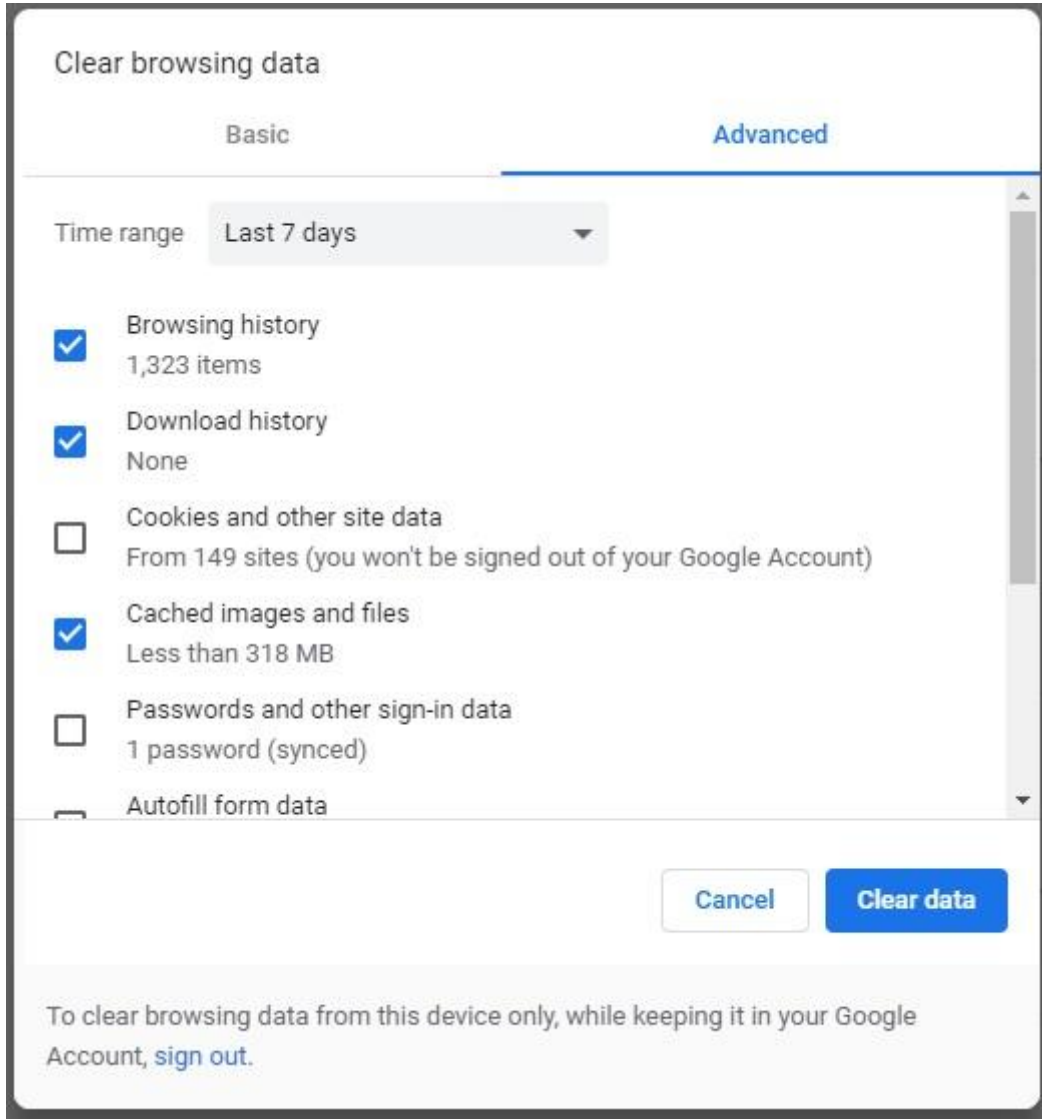 Clear browsing data
Basic
Advanced
Time range
Last 7 days
Browsing history
1,323 items
Download history
None
Cookies and other site data
From 149 sites (you won't be signed out of your Google Account)
Cached images and files
Less than 318 MB
Passwords and other sign-in data
1 password (synced)
Autofill form data
Cancel
Clear data
To clear browsing data from this device only, while keeping it in your Google
Account, sign out.